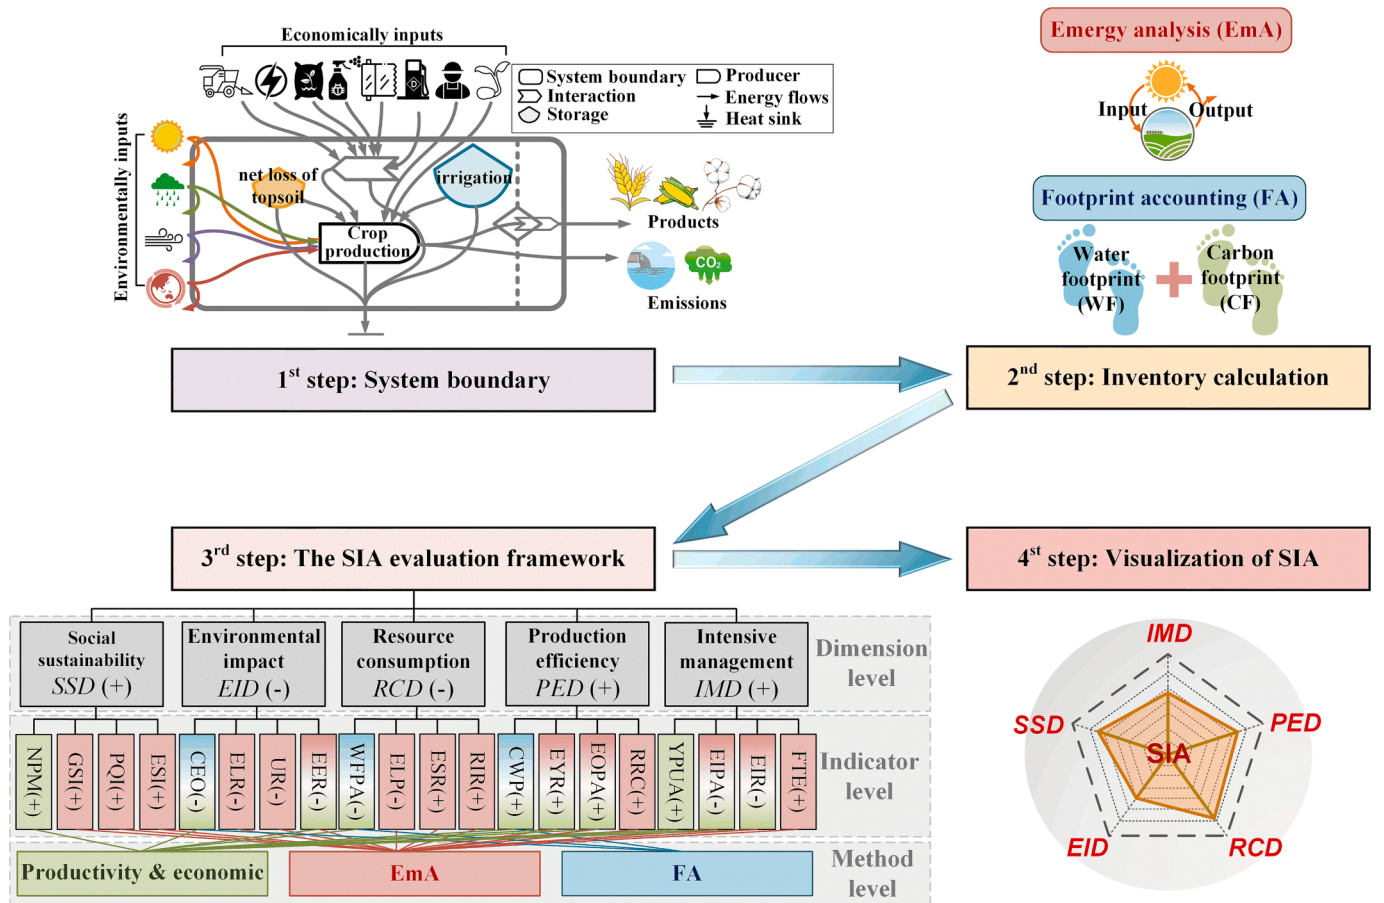 Economically inputs
System boundary
Interaction
Storage
Producer
Energy flows
Heat sink
D
Environmentally inputs
net loss of
topsoil
irrigation
Crop
production
Products
CO₂
Emissions
Emergy analysis (EmA)
Input
Output
Footprint accounting (FA)
Water
footprint
(WF)
Carbon
footprint
(CF)
1st step: System boundary
2nd step: Inventory calculation
3rd step: The SIA evaluation framework
4st step: Visualization of SIA
Social
sustainability
SSD (+)
Environmental
impact
EID (-)
Resource
consumption
RCD (-)
Production
efficiency
PED (+)
Intensive
management
IMD (+)
Dimension
level
NPM(+)
GSI(+)
PQI(+)
ESI(+)
CEO(-)
ELR(-)
UR(-)
EER(-)
WFPA(-)
ELP(-)
ESR(+)
RIR(+)
CWP(+)
EYR(+)
EOPA(+)
RRC(+)
YPUA(+)
EIPA(-)
EIR(-)
FTE(+)
Indicator
level
Productivity & economic
EmA
FA
Method
level
IMD
SSD
PED
SIA
EID
RCD